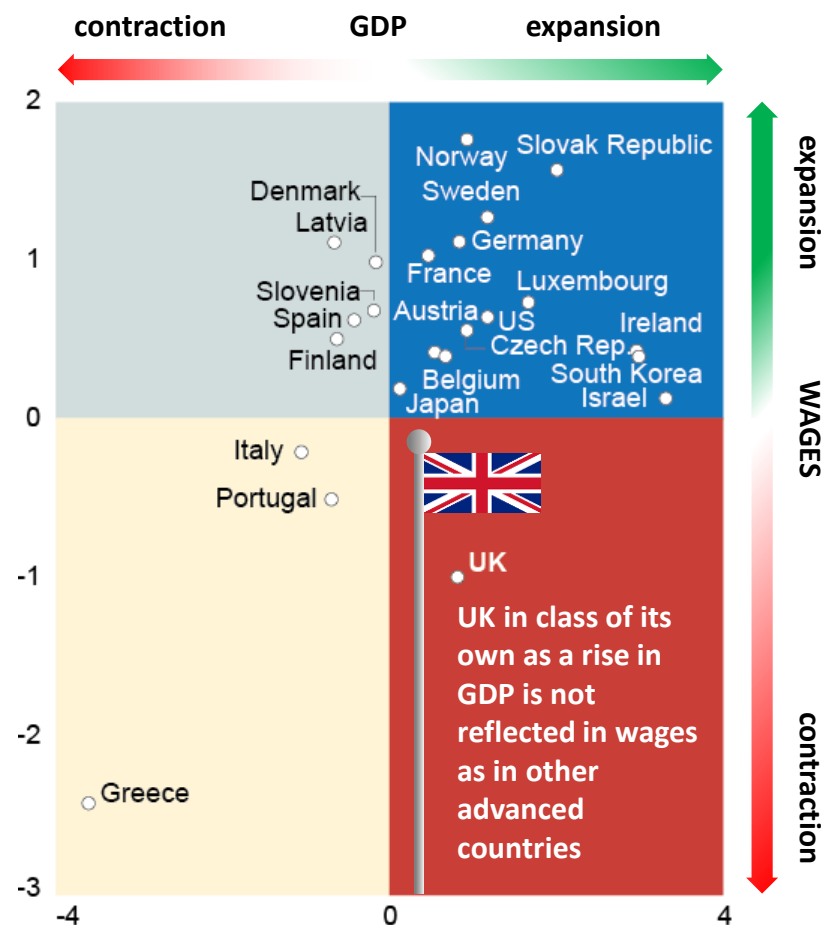 contraction GDP expansion
2
Norway Slovak Republic
Denmark Sweden
Latvia Germany
1
France
Slovenia Luxembourg
Spain Austria US Ireland
Finland Czech Rep.
Belgium South Korea
Japan Israel
0
Italy
Portugal
-1
UK
UK in class of its
own as a rise in
GDP is not
reflected in wages
as in other
advanced
countries
-2
Greece
-3
-4 0 4
expansion
WAGES
contraction